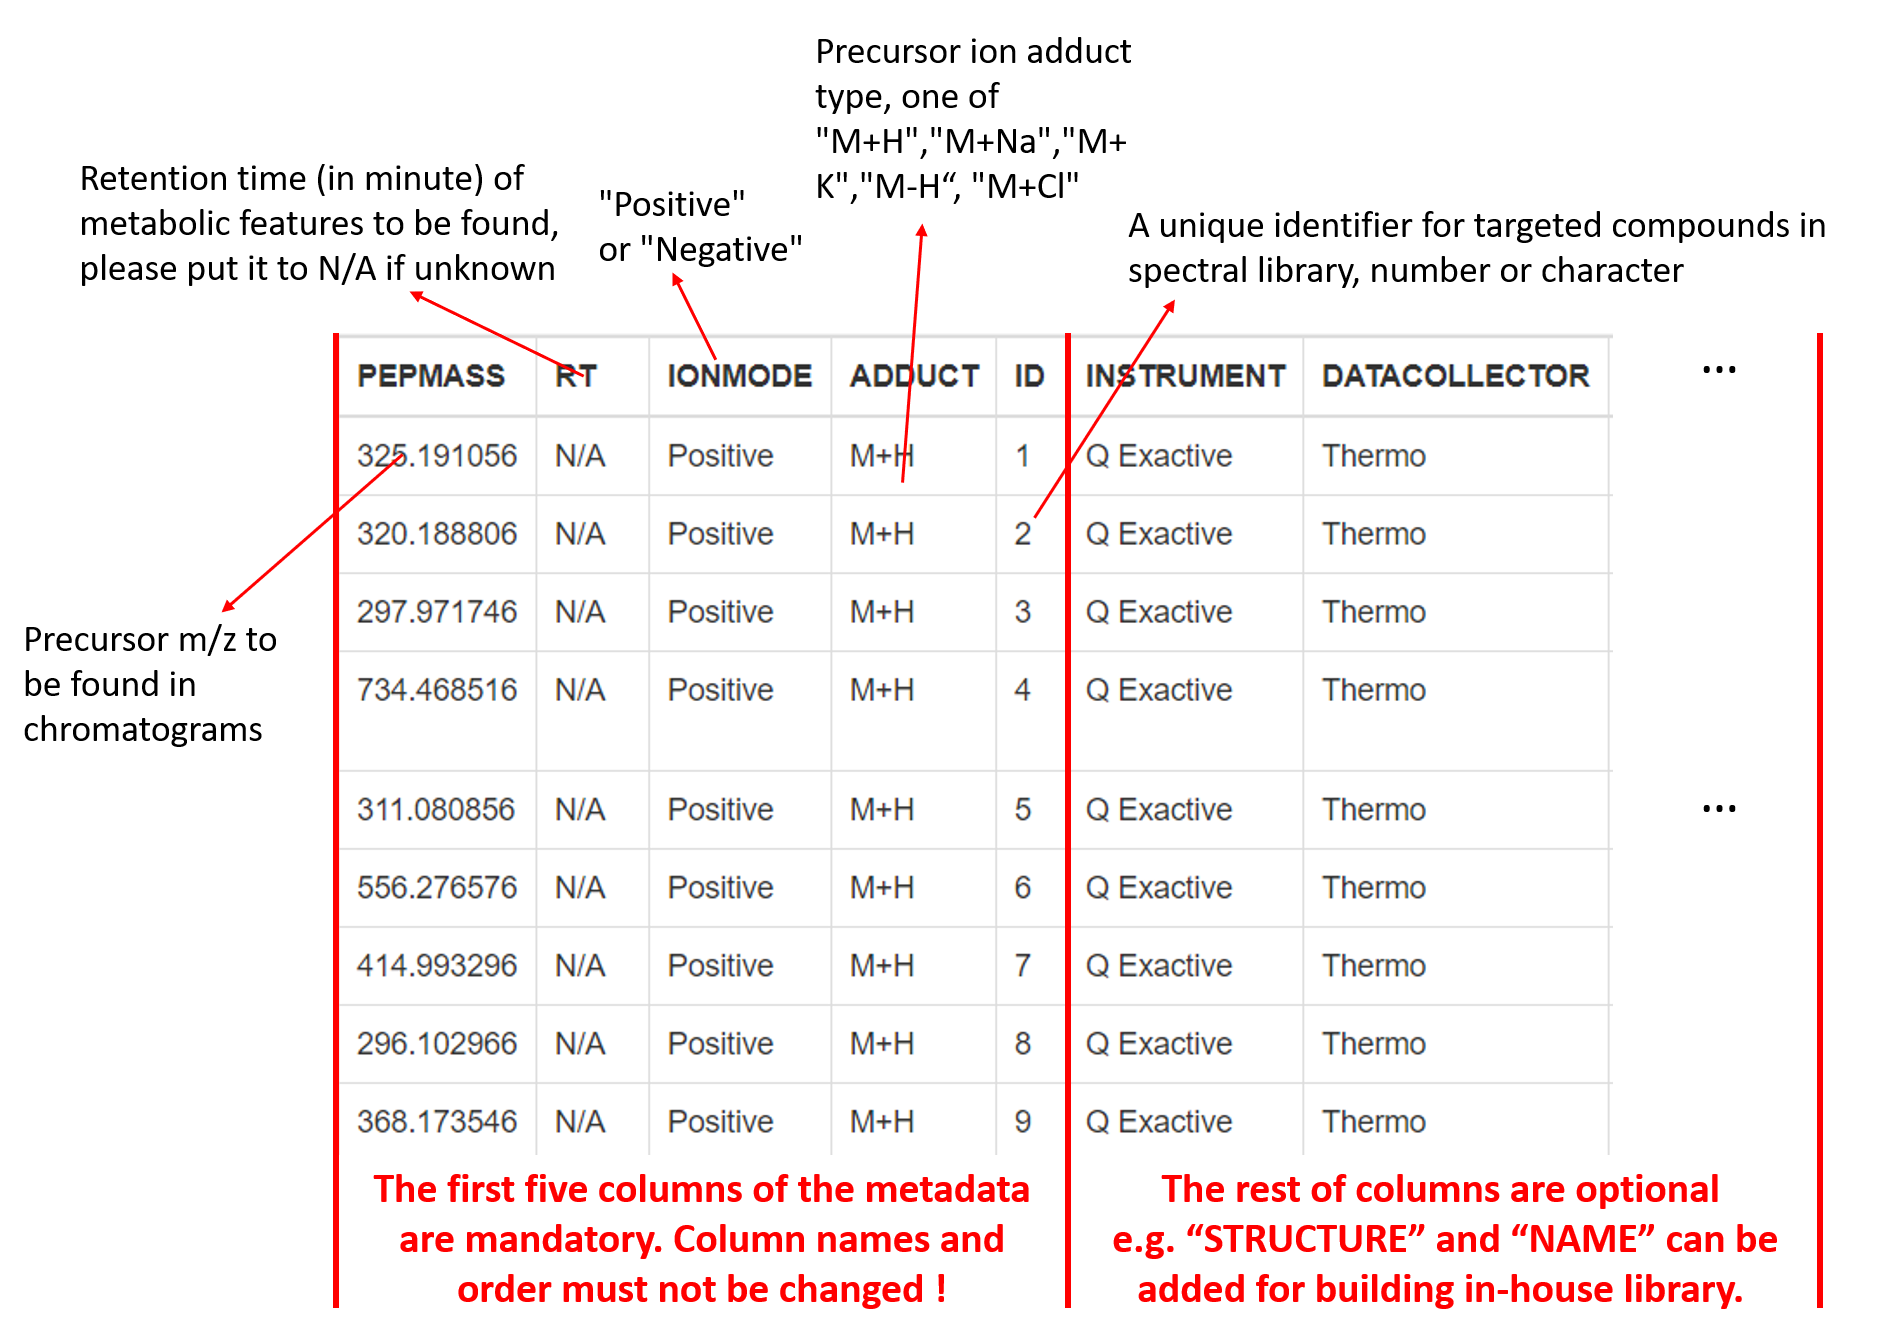 Precursor ion adduct
type, one of
"M+H","M+Na","M+
K","M-H“, "M+Cl"
Retention time (in minute) of
metabolic features to be found,
please put it to N/A if unknown
"Positive"
or "Negative"
A unique identifier for targeted compounds in
spectral library, number or character
PEPMASS RT IONMODE ADDUCT ID INSTRUMENT DATACOLLECTOR ...
325.191056 N/A Positive M+H 1 Q Exactive Thermo
320.188806 N/A Positive M+H 2 Q Exactive Thermo
297.971746 N/A Positive M+H 3 Q Exactive Thermo
734.468516 N/A Positive M+H 4 Q Exactive Thermo
311.080856 N/A Positive M+H 5 Q Exactive Thermo ...
556.276576 N/A Positive M+H 6 Q Exactive Thermo
414.993296 N/A Positive M+H 7 Q Exactive Thermo
296.102966 N/A Positive M+H 8 Q Exactive Thermo
368.173546 N/A Positive M+H 9 Q Exactive Thermo
Precursor m/z to
be found in
chromatograms
The first five columns of the metadata
are mandatory. Column names and
order must not be changed !
The rest of columns are optional
e.g. “STRUCTURE” and “NAME” can be
added for building in-house library.